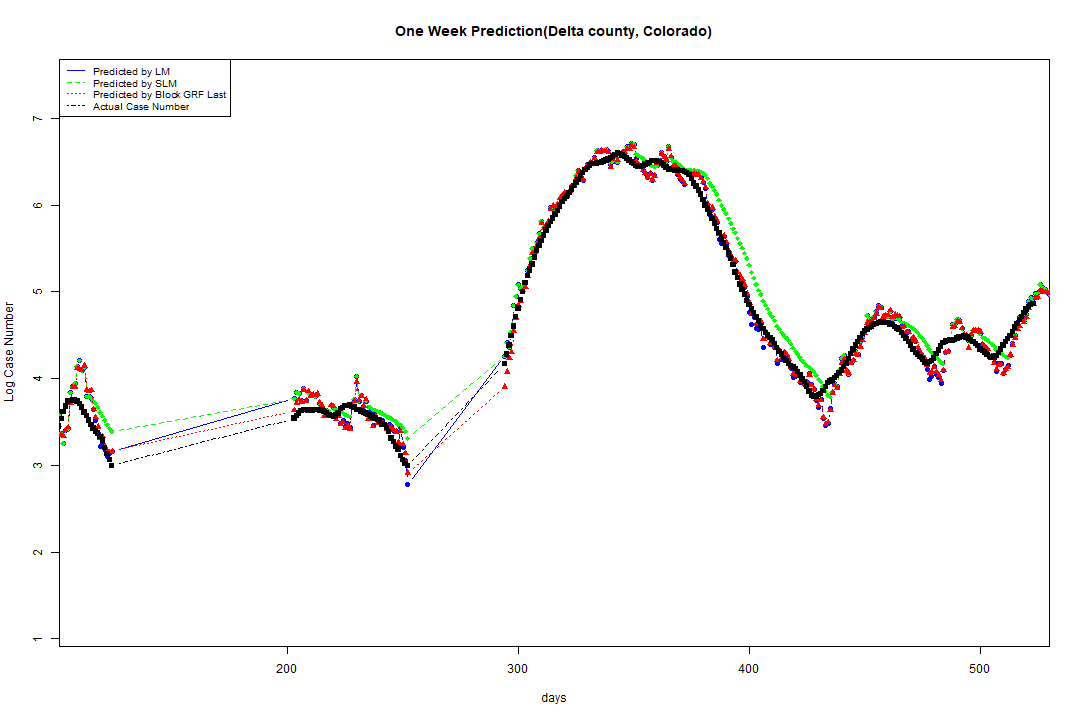 One Week Prediction(Delta county, Colorado)
Predicted by LM
Predicted by SLM
Predicted by Block GRF Last
Actual Case Number
Log Case Number
7
6
5
4
3
2
1
200
300
400
500
days